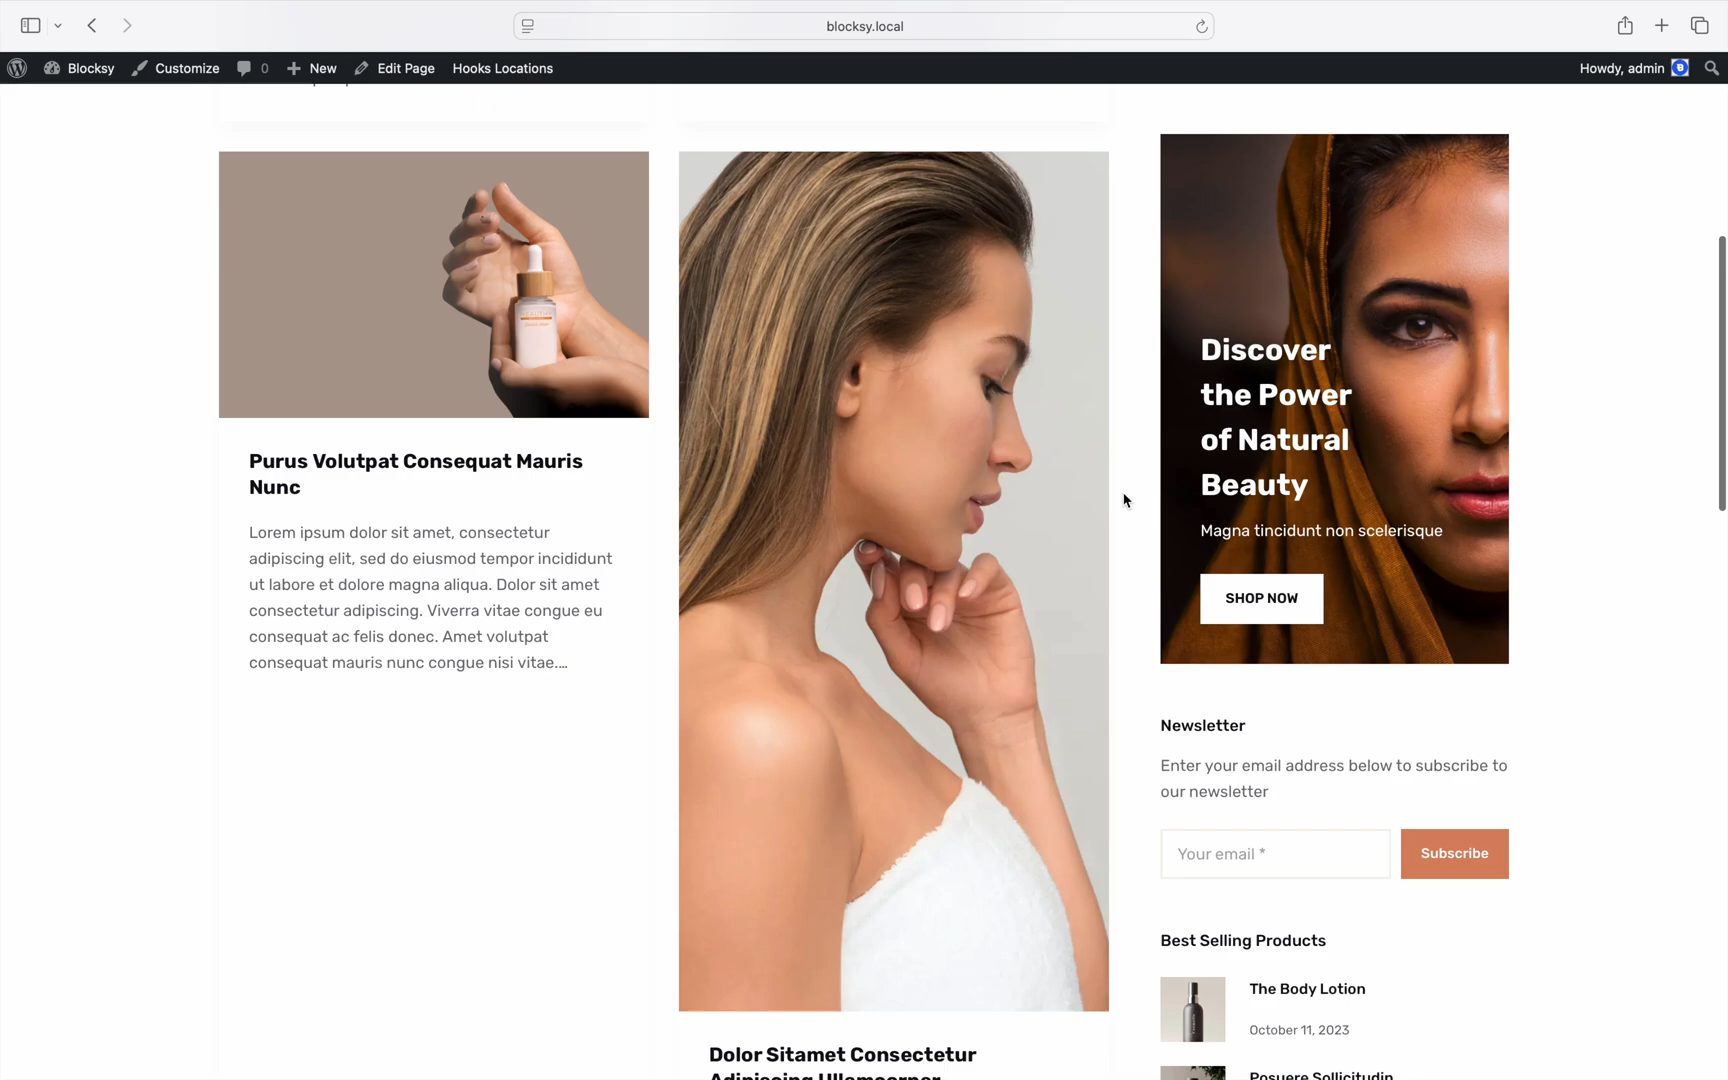 blocksy.local
Blocksy
Customize
0
New
Edit Page
Hooks Locations
Howdy, admin
Purus Volutpat Consequat Mauris
Nunc
Lorem ipsum dolor sit amet, consectetur
adipiscing elit, sed do eiusmod tempor incididunt
ut labore et dolore magna aliqua. Dolor sit amet
consectetur adipiscing. Viverra vitae congue eu
consequat ac felis donec. Amet volutpat
consequat mauris nunc congue nisi vitae.…
Dolor Sitamet Consectetur
Adipiscing Ullamcorper
Discover
the Power
of Natural
Beauty
Magna tincidunt non scelerisque
SHOP NOW
Newsletter
Enter your email address below to subscribe to
our newsletter
Your email *
Subscribe
Best Selling Products
The Body Lotion
October 11, 2023
Posuere Sollicitudin